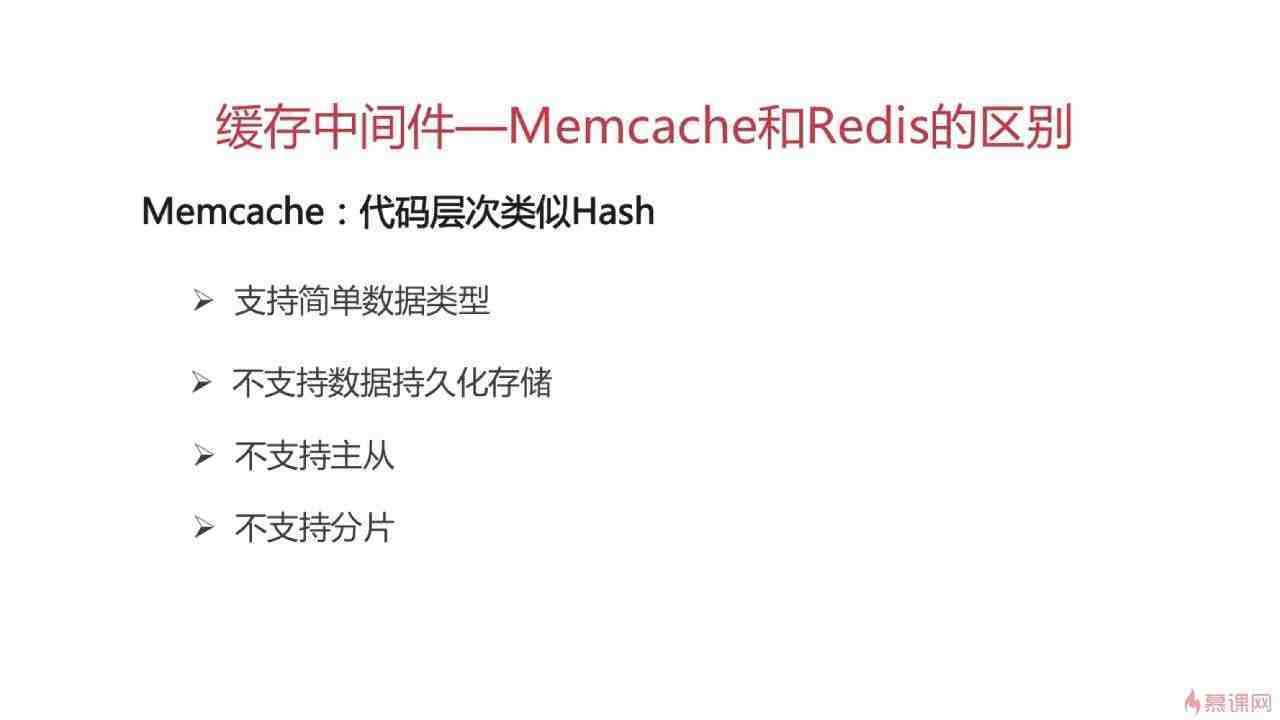 缓存中间件—Memcache和Redis的区别
Memcache：代码层次类似Hash
➢ 支持简单数据类型
➢ 不支持数据持久化存储
➢ 不支持主从
➢ 不支持分片
慕课网